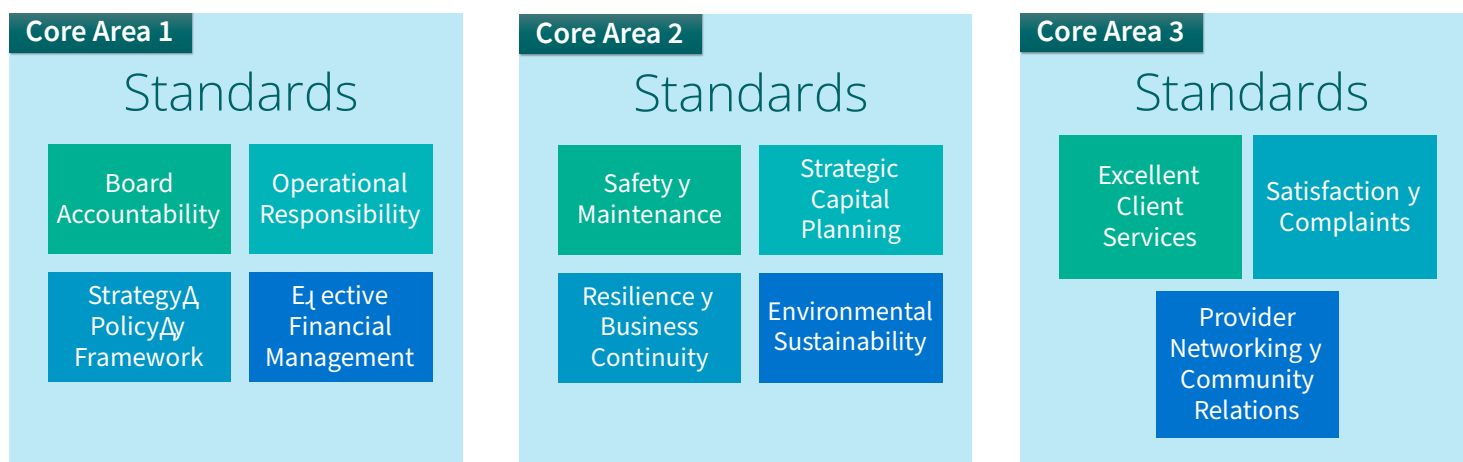 Core Area 1
Standards
Board
Accountability
Operational
Responsibility
StrategyД
PolicyДy
Framework
Eɻ ective
Financial
Management
Core Area 2
Standards
Safety y
Maintenance
Strategic
Capital
Planning
Resilience y
Business
Continuity
Environmental
Sustainability
Core Area 3
Standards
Excellent
Client
Services
Satisfaction y
Complaints
Provider
Networking y
Community
Relations